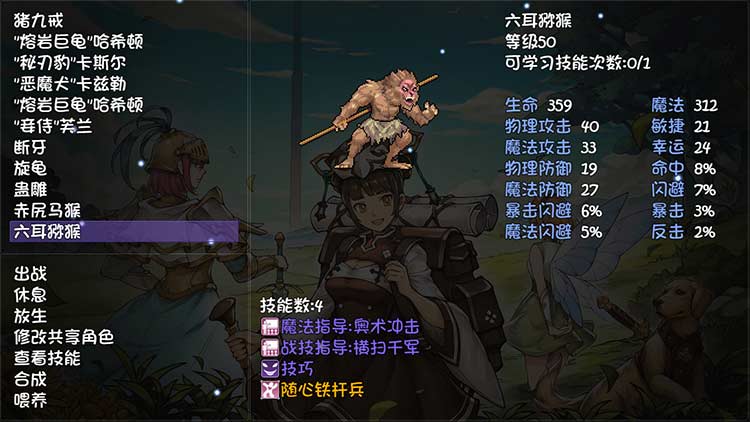 猪九戒
"熔岩巨龟"哈希顿
"秘刃豹"卡斯尔
"恶魔犬"卡兹勒
"熔岩巨龟"哈希顿
"侍"芙兰
断牙
旋龟
蛊雕
赤尻马猴
六耳猕猴
出战
休息
放生
修改共享角色
查看技能
合成
喂养
技能数:4
魔法指导:奥术冲击
战技指导:横扫千军
技巧
随心铁杆兵
六耳猕猴
等级50
可学习技能次数:0/1
生命 359 魔法 312
物理攻击 40 敏捷 21
魔法攻击 33 幸运 24
物理防御 19 命中 8%
魔法防御 27 闪避 7%
暴击闪避 6% 暴击 3%
魔法闪避 5% 反击 2%